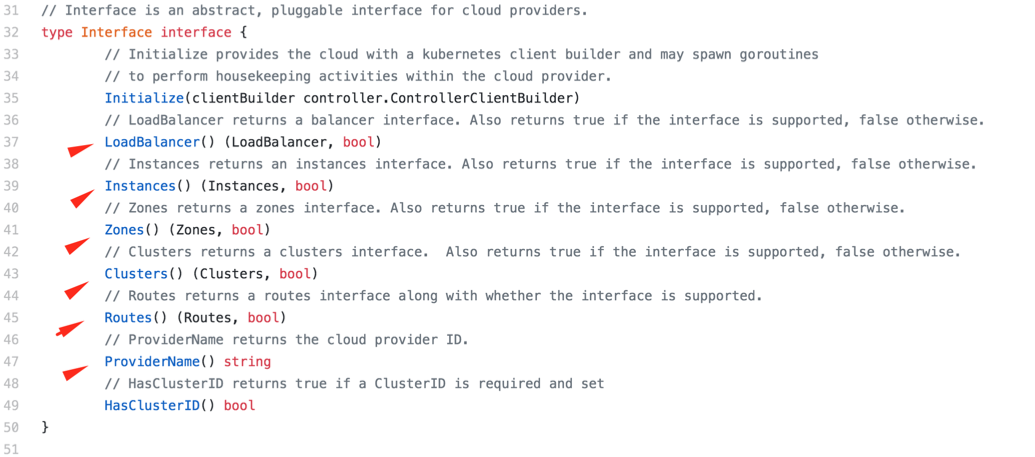 31 // Interface is an abstract, pluggable interface for cloud providers.
32 type Interface interface {
33 // Initialize provides the cloud with a kubernetes client builder and may spawn goroutines
34 // to perform housekeeping activities within the cloud provider.
35 Initialize(clientBuilder controller.ControllerClientBuilder)
36 // LoadBalancer returns a balancer interface. Also returns true if the interface is supported, false otherwise.
37 LoadBalancer() (LoadBalancer, bool)
38 // Instances returns an instances interface. Also returns true if the interface is supported, false otherwise.
39 Instances() (Instances, bool)
40 // Zones returns a zones interface. Also returns true if the interface is supported, false otherwise.
41 Zones() (Zones, bool)
42 // Clusters returns a clusters interface.  Also returns true if the interface is supported, false otherwise.
43 Clusters() (Clusters, bool)
44 // Routes returns a routes interface along with whether the interface is supported.
45 Routes() (Routes, bool)
46 // ProviderName returns the cloud provider ID.
47 ProviderName() string
48 // HasClusterID returns true if a ClusterID is required and set
49 HasClusterID() bool
50 }
51